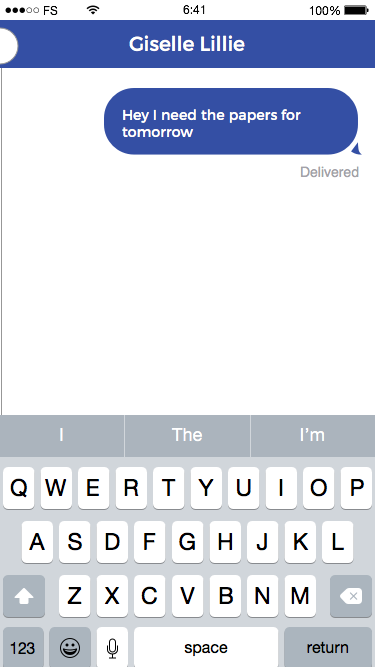 FS 6:41 100%
Giselle Lillie
Hey I need the papers for
tomorrow
Delivered
I The I'm
Q W E R T Y U I O P
A S D F G H J K L
Z X C V B N M
123 space return